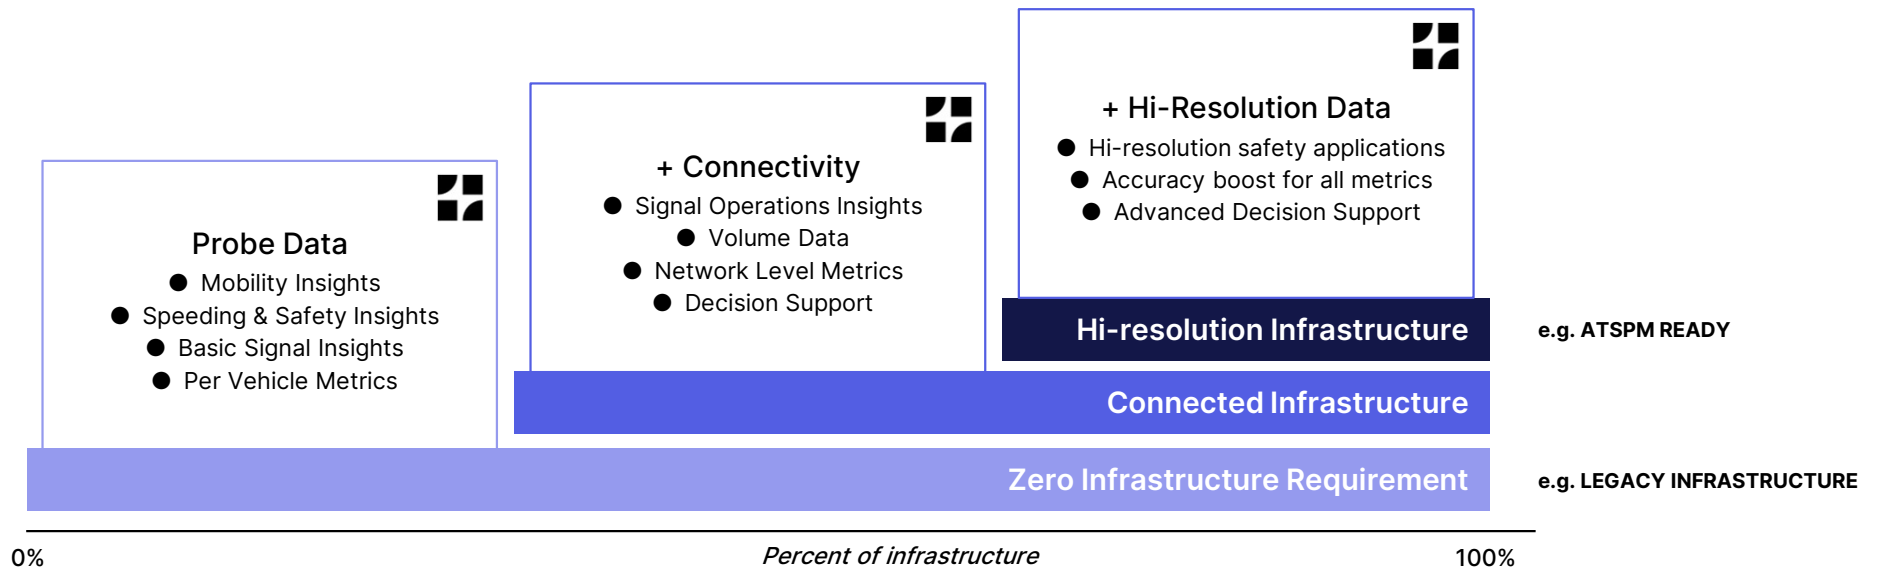 Probe Data
● Mobility Insights
● Speeding & Safety Insights
● Basic Signal Insights
● Per Vehicle Metrics
+ Connectivity
● Signal Operations Insights
● Volume Data
● Network Level Metrics
● Decision Support
+ Hi-Resolution Data
● Hi-resolution safety applications
● Accuracy boost for all metrics
● Advanced Decision Support
Hi-resolution Infrastructure
e.g. ATSPM READY
Connected Infrastructure
Zero Infrastructure Requirement
e.g. LEGACY INFRASTRUCTURE
0%
Percent of infrastructure
100%